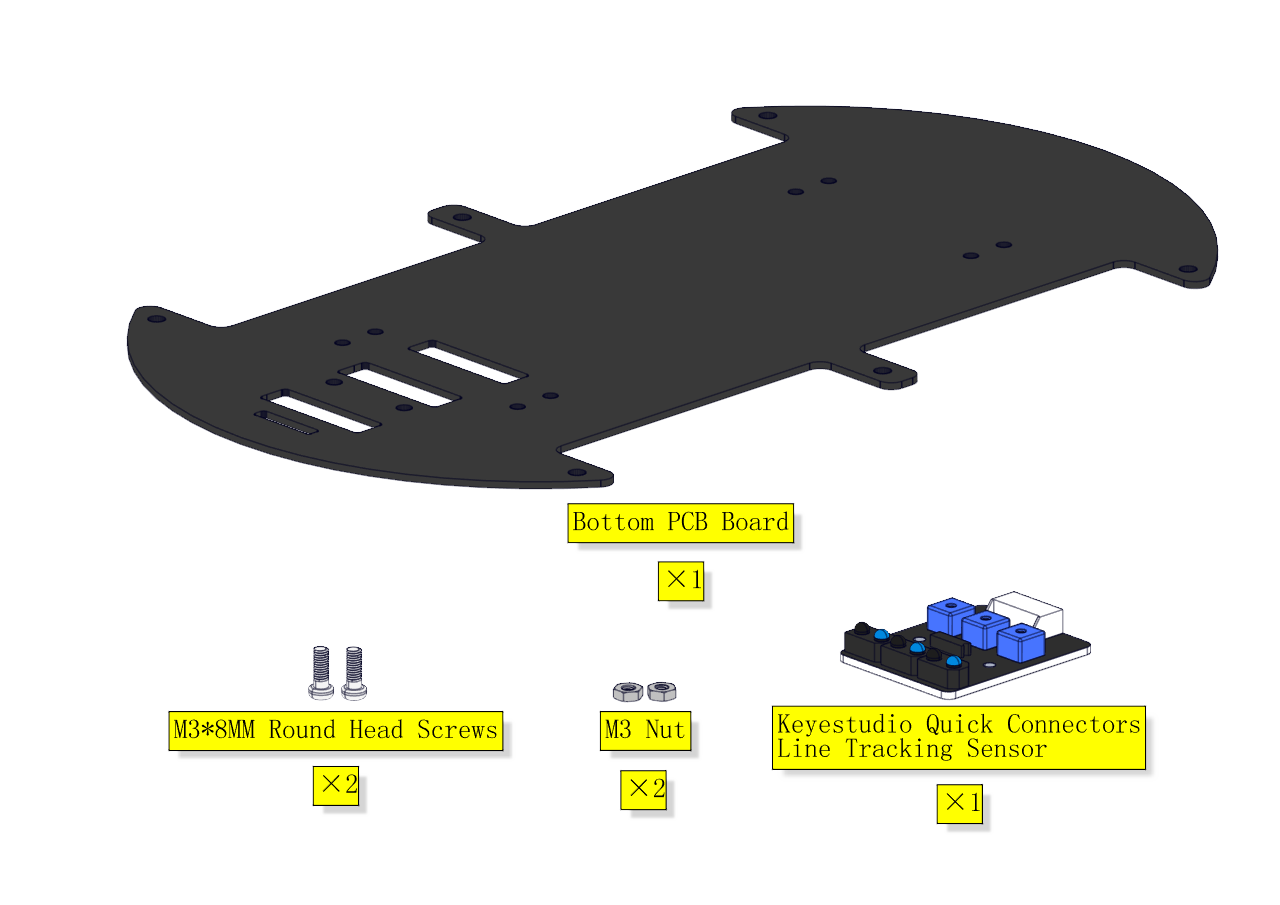 Bottom PCB Board
×1
M3*8MM Round Head Screws
×2
M3 Nut
×2
Keyestudio Quick Connectors
Line Tracking Sensor
×1